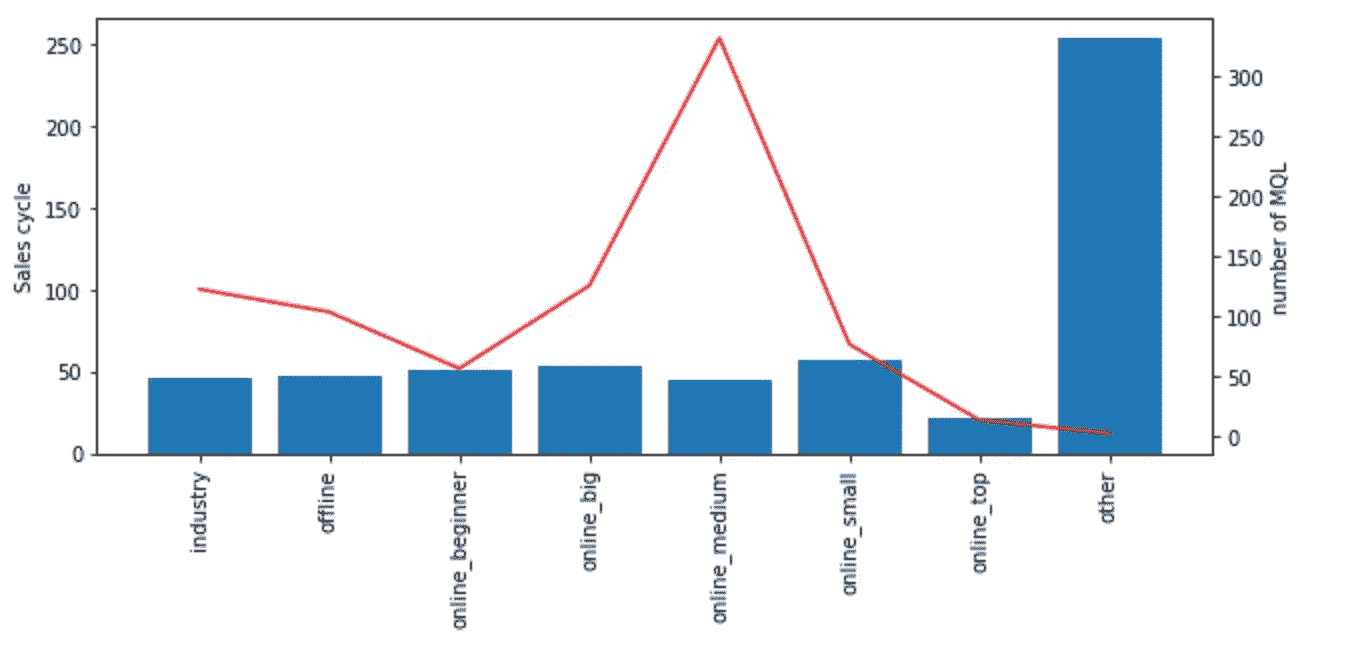 250
200
150
100
50
0
Sales cycle
300
250
200
150
100
50
0
number of MQL
industry
offline
online_beginner
online_big
online_medium
online_small
online_top
other